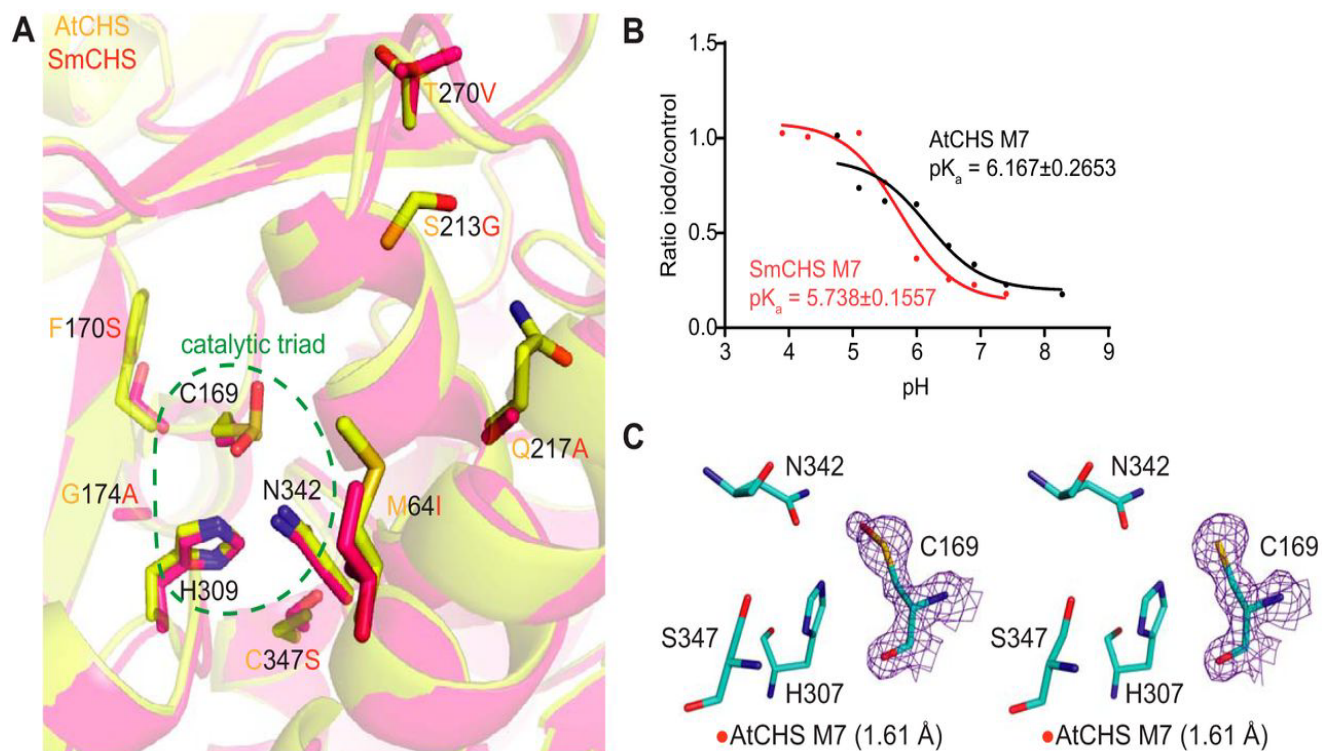 A
AtCHS
SmCHS
T270V
S213G
F170S
catalytic triad
C169
Q217A
G174A
N342
M64I
H309
C347S
B
Ratio iodo/control
1.5
1.0
0.5
0.0
3 4 5 6 7 8 9
pH
AtCHS M7
pKa = 6.167±0.2653
SmCHS M7
pKa = 5.738±0.1557
C
N342
C169
S347
H307
AtCHS M7 (1.61 Å)
N342
C169
S347
H307
AtCHS M7 (1.61 Å)